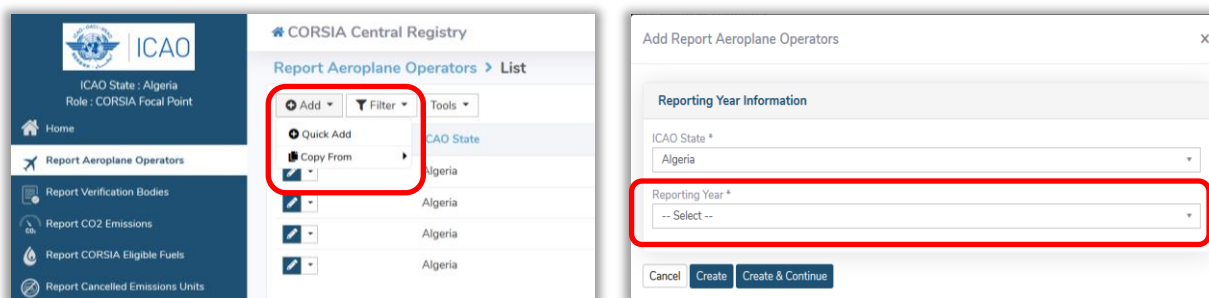 ICAO
ICAO State : Algeria
Role : CORSIA Focal Point
Home
Report Aeroplane Operators
Report Verification Bodies
Report CO2 Emissions
Report CORSIA Eligible Fuels
Report Cancelled Emissions Units
CORSIA Central Registry
Report Aeroplane Operators > List
Add Filter Tools
Quick Add
Copy From
CAO State
Algeria
Algeria
Algeria
Algeria
Add Report Aeroplane Operators X
Reporting Year Information
ICAO State *
Algeria
Reporting Year *
-- Select --
Cancel Create Create & Continue